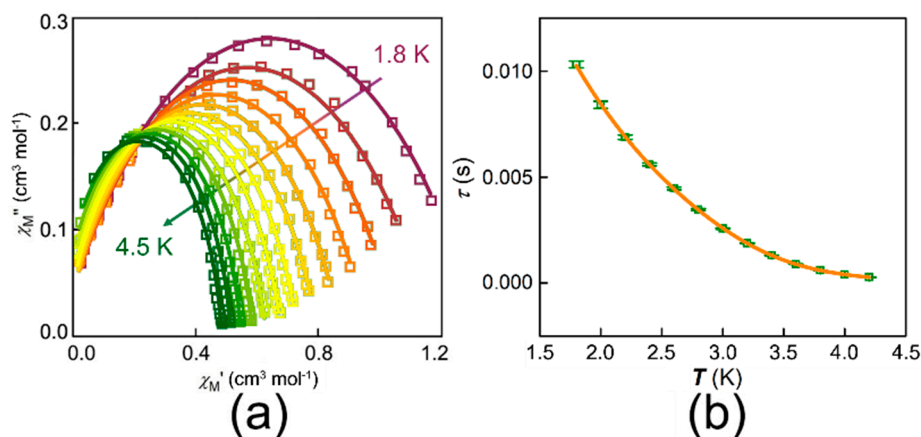 0.3
0.2
0.1
0.0
χM" (cm³ mol⁻¹)
1.8 K
4.5 K
0.0 0.4 0.8 1.2
χM' (cm³ mol⁻¹)
(a)
0.010
0.005
0.000
τ (s)
1.5 2.0 2.5 3.0 3.5 4.0 4.5
T (K)
(b)